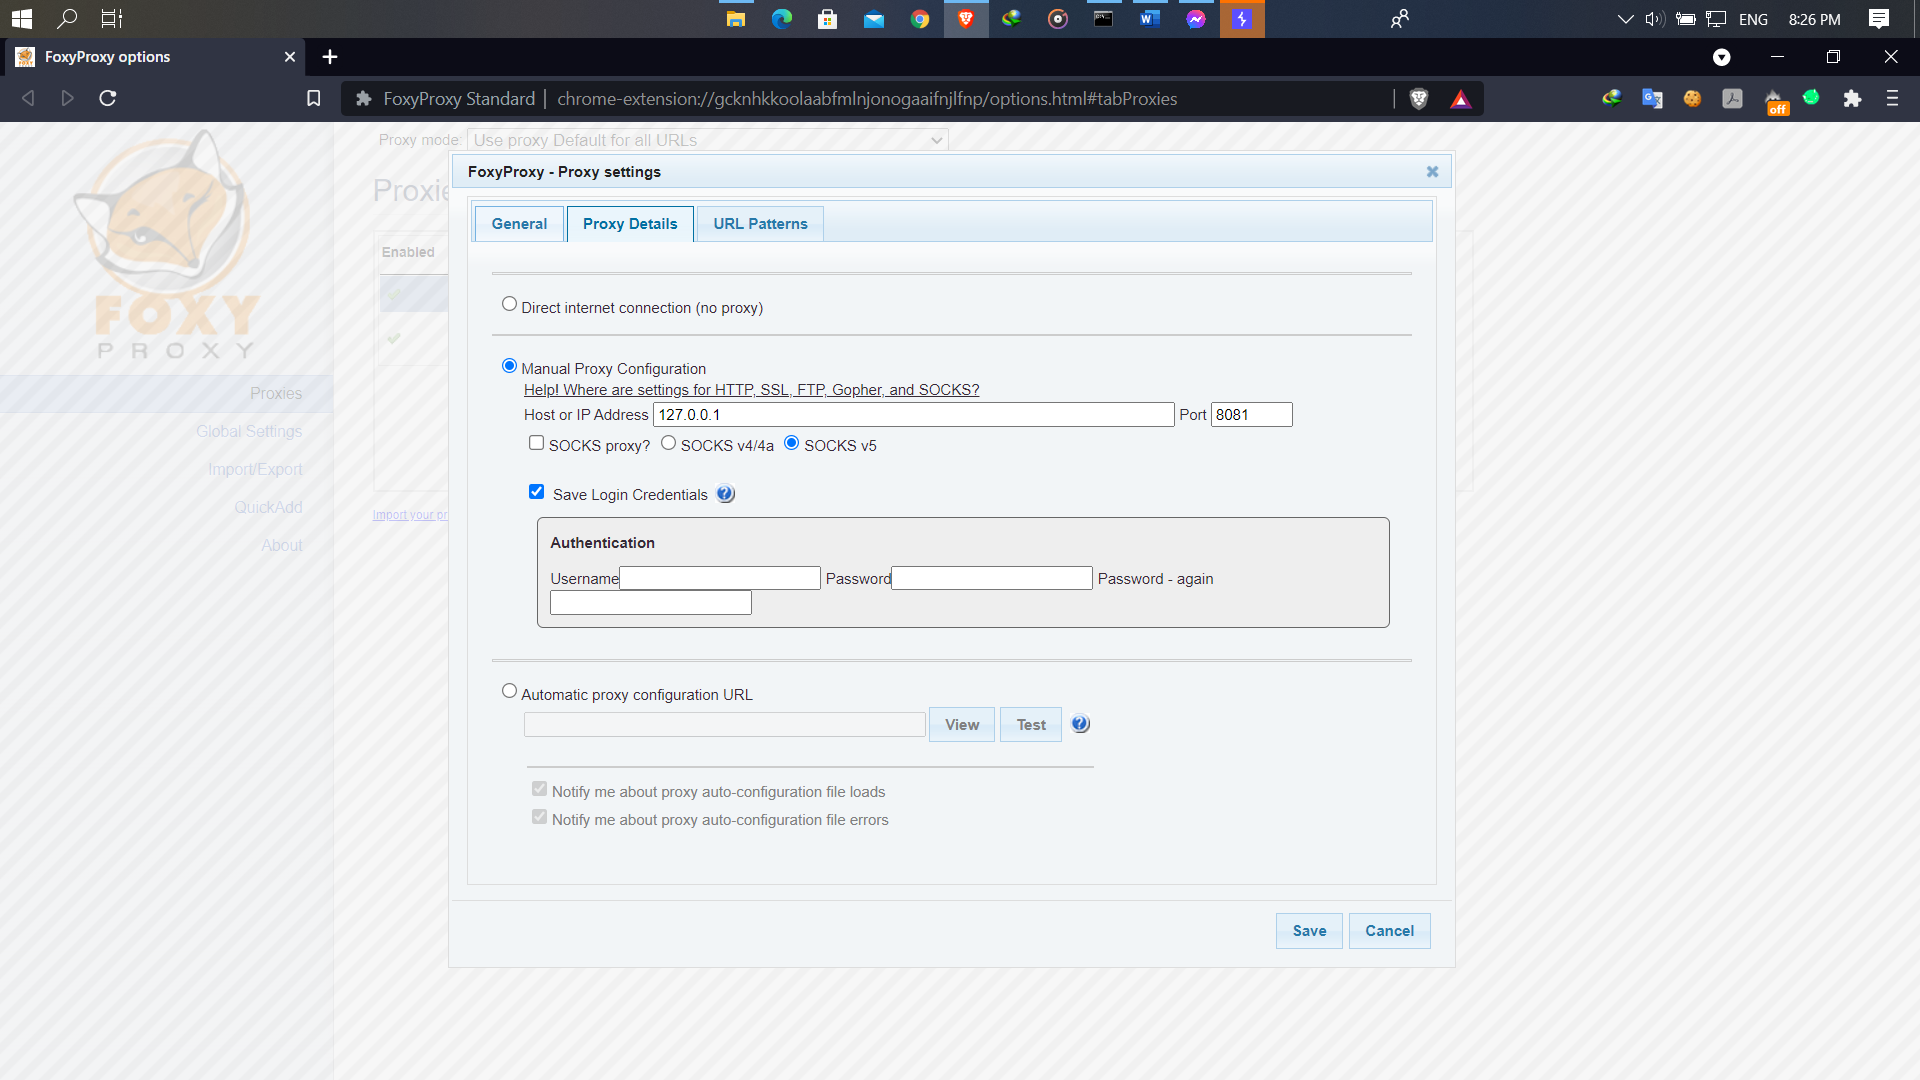 ENG 8:26 PM
FoxyProxy options
FoxyProxy Standard chrome-extension://gcknhkkoolaabfmlnjonogaaifnjlfnp/options.html#tabProxies
off
Proxy mode: Use proxy Default for all URLs
FoxyProxy - Proxy settings
Proxie
General Proxy Details URL Patterns
Enabled
Direct internet connection (no proxy)
FOXY
PROXY
Manual Proxy Configuration
Help! Where are settings for HTTP, SSL, FTP, Gopher, and SOCKS?
Proxies
Host or IP Address 127.0.0.1 Port 8081
Global Settings
SOCKS proxy? SOCKS v4/4a SOCKS v5
Import/Export
Save Login Credentials
QuickAdd
Import your pr
About
Authentication
Username Password Password - again
Automatic proxy configuration URL
View Test
Notify me about proxy auto-configuration file loads
Notify me about proxy auto-configuration file errors
Save Cancel